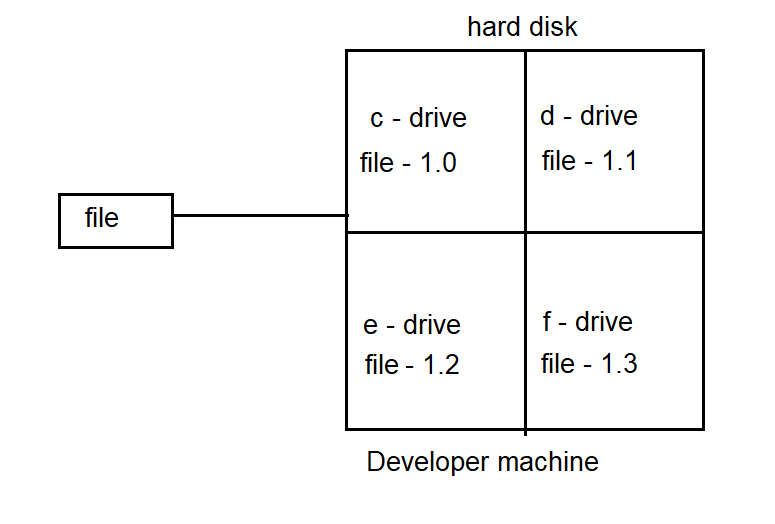 hard disk
c - drive
file - 1.0
d - drive
file - 1.1
file
e - drive
file - 1.2
f - drive
file - 1.3
Developer machine